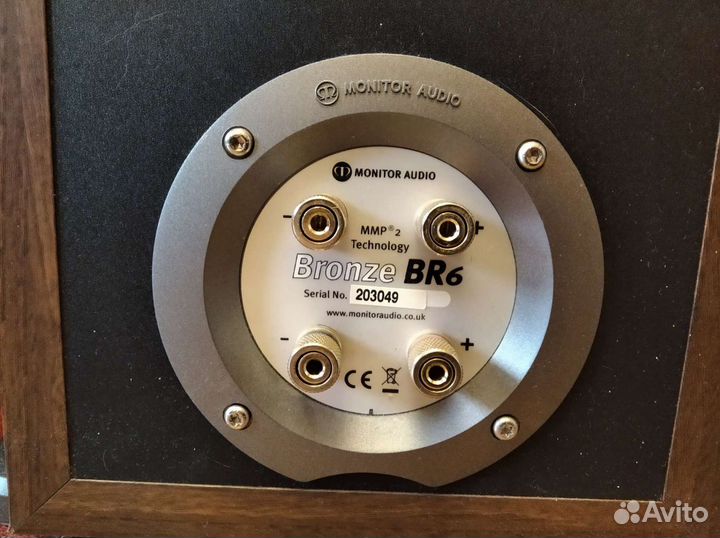 MONITOR AUDIO
MONITOR AUDIO
- MMP®2 +
Technology
Bronze BR6
Serial No. 203049
www.monitoraudio.co.uk
- +
CE
Avito